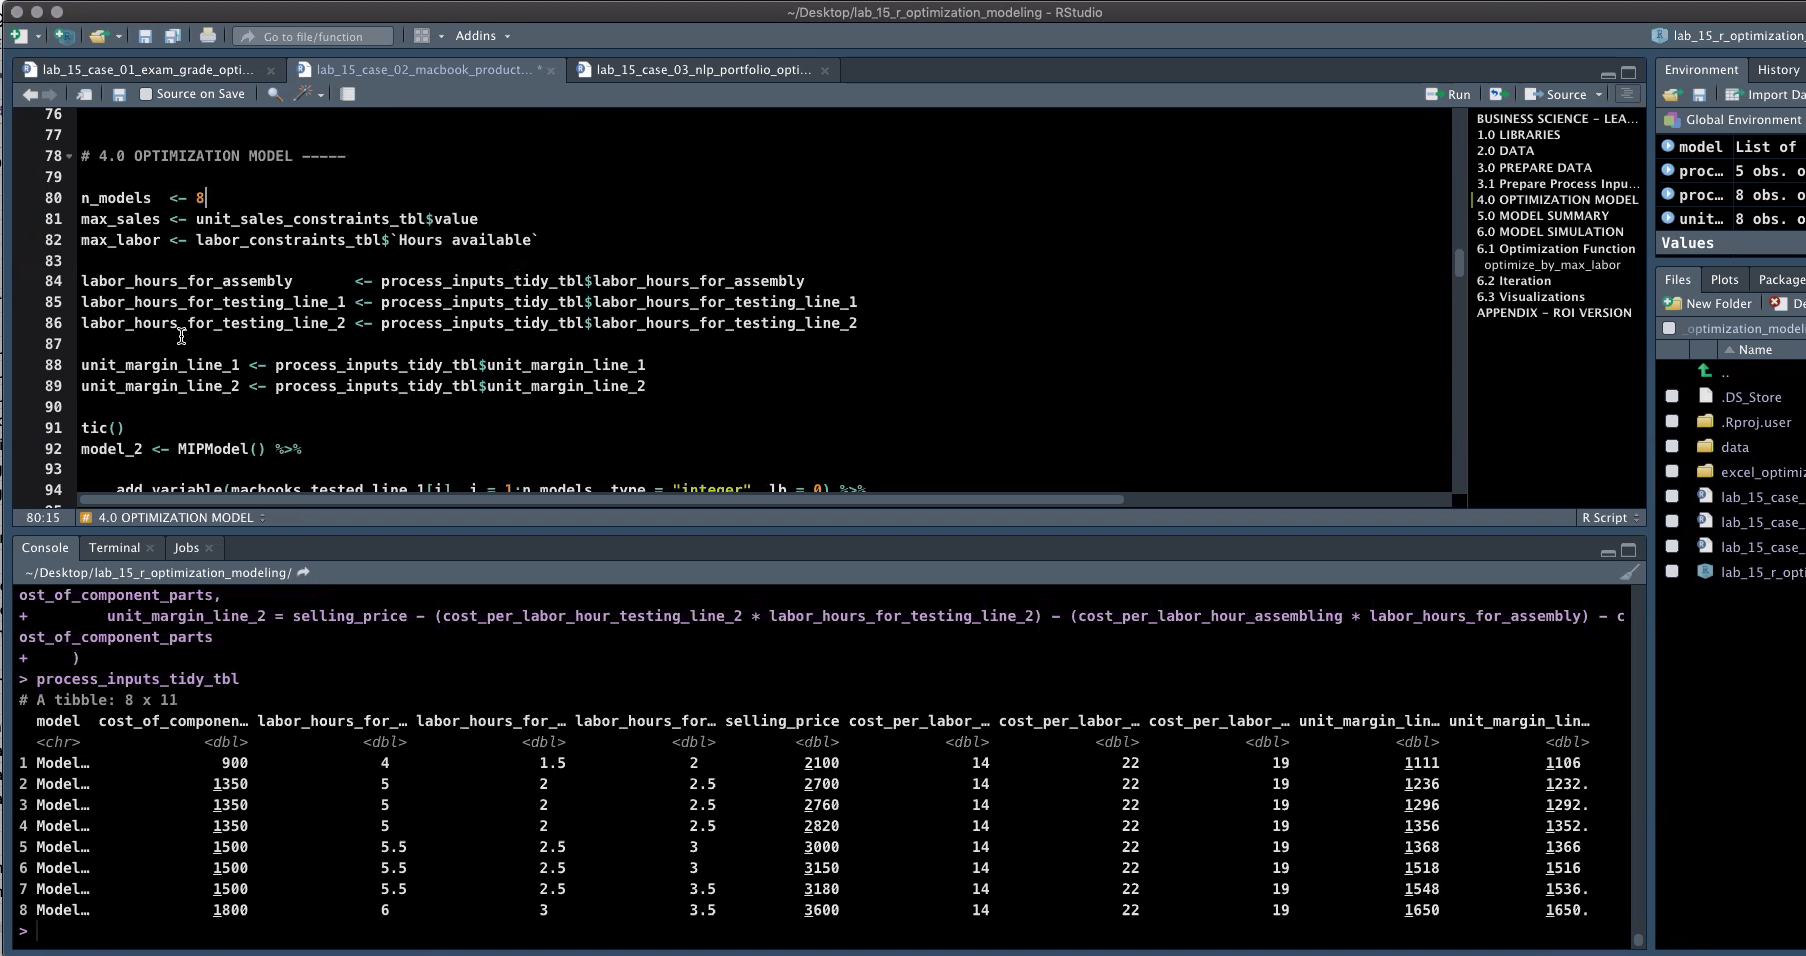 ~/Desktop/lab_15_r_optimization_modeling - RStudio
Go to file/function
Addins
lab_15_r_optimization_
lab_15_case_01_exam_grade_opti...
lab_15_case_02_macbook_product... *
lab_15_case_03_nlp_portfolio_opti...
Source on Save
Run
Source
76
77
78 # 4.0 OPTIMIZATION MODEL -----
79
80 n_models  <- 8
81 max_sales <- unit_sales_constraints_tbl$value
82 max_labor <- labor_constraints_tbl$`Hours available`
83
84 labor_hours_for_assembly       <- process_inputs_tidy_tbl$labor_hours_for_assembly
85 labor_hours_for_testing_line_1 <- process_inputs_tidy_tbl$labor_hours_for_testing_line_1
86 labor_hours_for_testing_line_2 <- process_inputs_tidy_tbl$labor_hours_for_testing_line_2
87
88 unit_margin_line_1 <- process_inputs_tidy_tbl$unit_margin_line_1
89 unit_margin_line_2 <- process_inputs_tidy_tbl$unit_margin_line_2
90
91 tic()
92 model_2 <- MIPModel() %>%
93
94     add_variable(macbooks_tested_line_1[i], i = 1:n_models, type = "integer", lb = 0) %>%
80:15 # 4.0 OPTIMIZATION MODEL
R Script
BUSINESS SCIENCE - LEA...
1.0 LIBRARIES
2.0 DATA
3.0 PREPARE DATA
3.1 Prepare Process Inpu...
4.0 OPTIMIZATION MODEL
5.0 MODEL SUMMARY
6.0 MODEL SIMULATION
6.1 Optimization Function
optimize_by_max_labor
6.2 Iteration
6.3 Visualizations
APPENDIX - ROI VERSION
Console
Terminal
Jobs
~/Desktop/lab_15_r_optimization_modeling/
ost_of_component_parts,
+         unit_margin_line_2 = selling_price - (cost_per_labor_hour_testing_line_2 * labor_hours_for_testing_line_2) - (cost_per_labor_hour_assembling * labor_hours_for_assembly) - c
ost_of_component_parts
+     )
> process_inputs_tidy_tbl
# A tibble: 8 x 11
model cost_of_componen… labor_hours_for_… labor_hours_for_… labor_hours_for… selling_price cost_per_labor_… cost_per_labor_… cost_per_labor_… unit_margin_lin… unit_margin_lin…
<chr> <dbl> <dbl> <dbl> <dbl> <dbl> <dbl> <dbl> <dbl> <dbl> <dbl>
1 Model… 900 4 1.5 2 2100 14 22 19 1111 1106
2 Model… 1350 5 2 2.5 2700 14 22 19 1236 1232.
3 Model… 1350 5 2 2.5 2760 14 22 19 1296 1292.
4 Model… 1350 5 2 2.5 2820 14 22 19 1356 1352.
5 Model… 1500 5.5 2.5 3 3000 14 22 19 1368 1366
6 Model… 1500 5.5 2.5 3 3150 14 22 19 1518 1516
7 Model… 1500 5.5 2.5 3.5 3180 14 22 19 1548 1536.
8 Model… 1800 6 3 3.5 3600 14 22 19 1650 1650.
>
Environment
History
Import Da
Global Environment
model List of
proc… 5 obs. o
proc… 8 obs. o
unit… 8 obs. o
Values
Files
Plots
Package
New Folder
De
_optimization_model
Name
..
.DS_Store
.Rproj.user
data
excel_optimiz
lab_15_case_
lab_15_case_
lab_15_case_
lab_15_r_opti